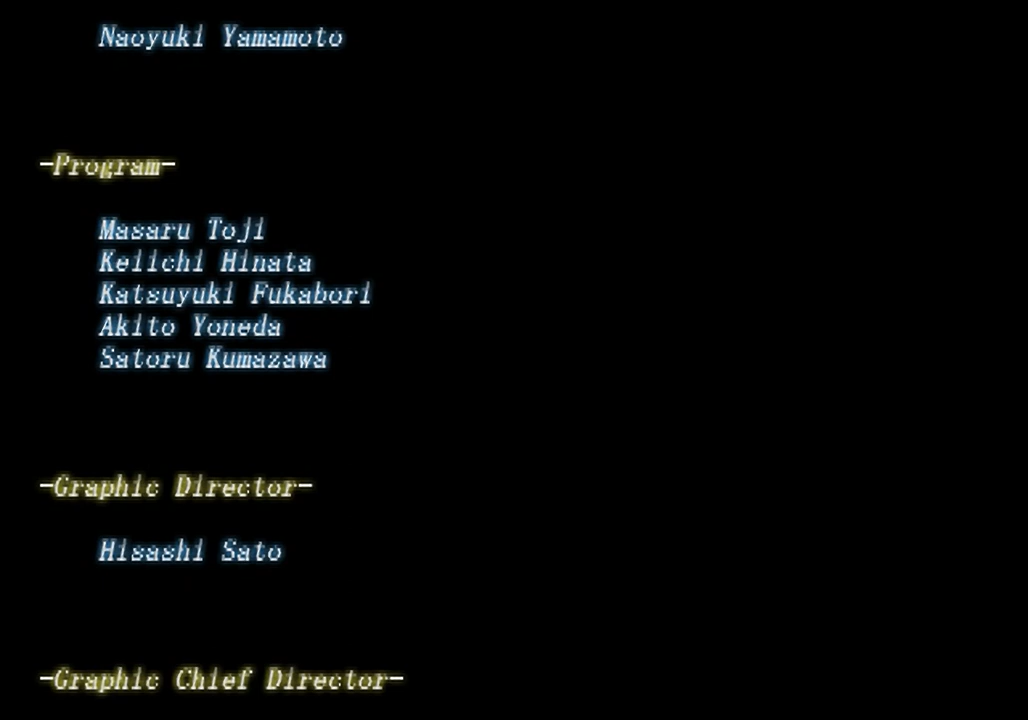 Naoyuki Yamamoto
-Program-
Masaru Toji
Keiichi Hinata
Katsuyuki Fukabori
Akito Yoneda
Satoru Kumazawa
-Graphic Director-
Hisashi Sato
-Graphic Chief Director-